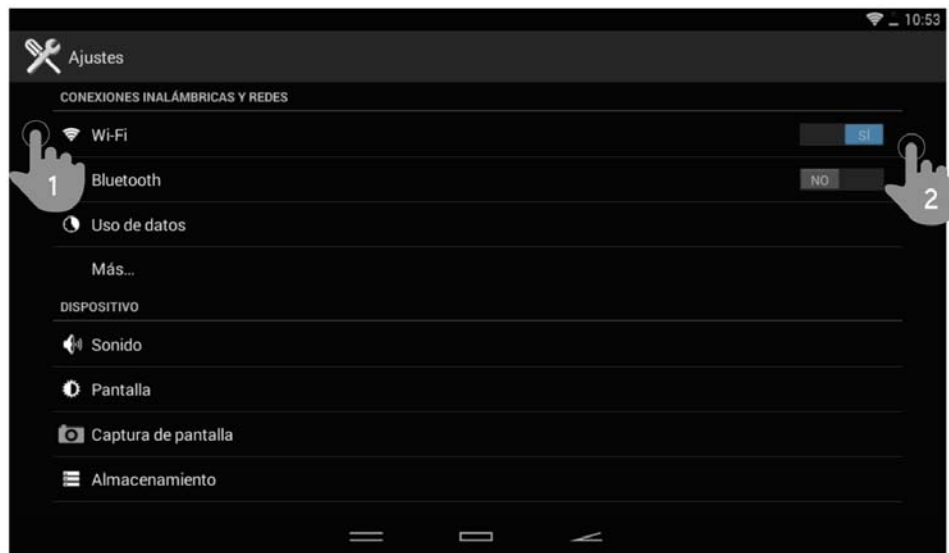 10:53
Ajustes
CONEXIONES INALÁMBRICAS Y REDES
Wi-Fi
SÍ
1
Bluetooth
NO
2
Uso de datos
Más...
DISPOSITIVO
Sonido
Pantalla
Captura de pantalla
Almacenamiento